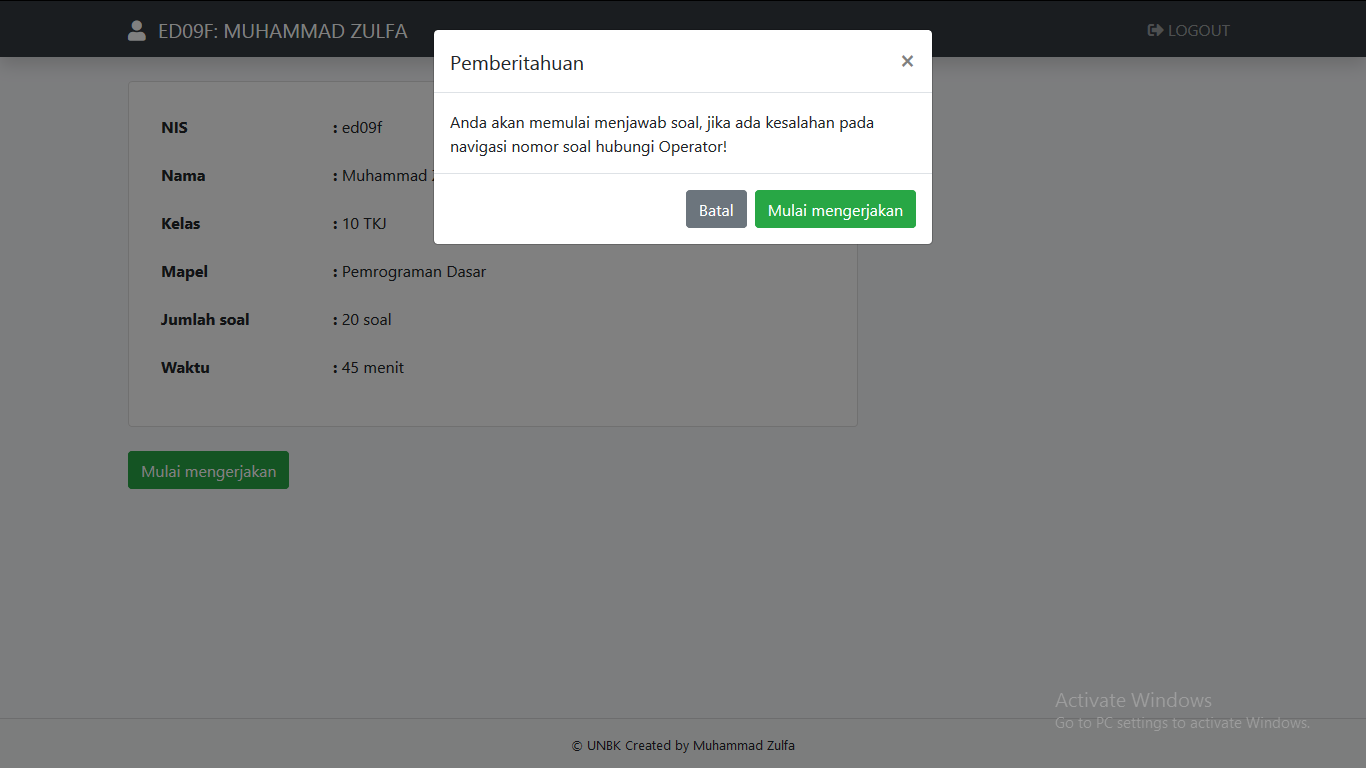 ED09F: MUHAMMAD ZULFA
LOGOUT
Pemberitahuan
×
Anda akan memulai menjawab soal, jika ada kesalahan pada
navigasi nomor soal hubungi Operator!
Batal
Mulai mengerjakan
NIS : ed09f
Nama : Muhammad
Kelas : 10 TKJ
Mapel : Pemrograman Dasar
Jumlah soal : 20 soal
Waktu : 45 menit
Mulai mengerjakan
Activate Windows
Go to PC settings to activate Windows.
© UNBK Created by Muhammad Zulfa